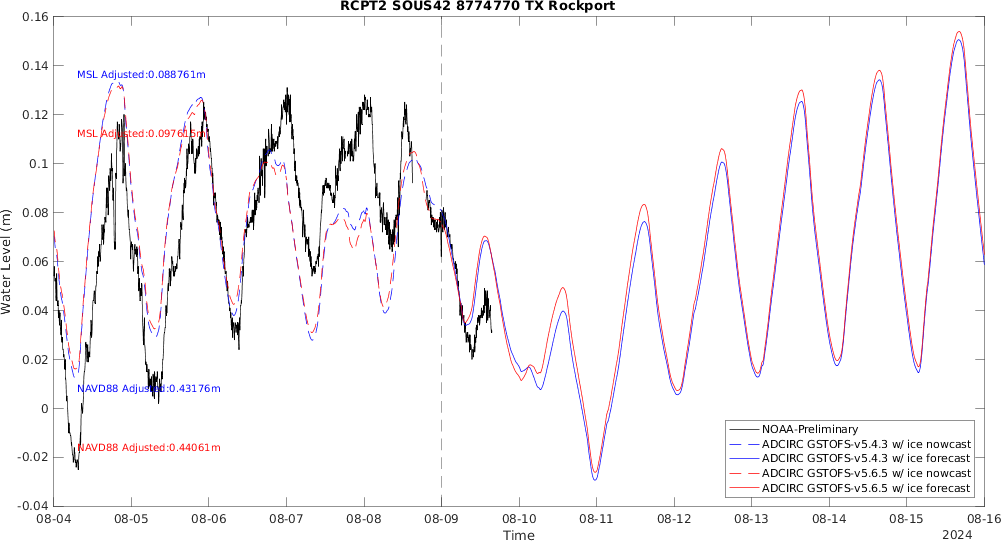 RCPT2 SOUS42 8774770 TX Rockport
0.16
0.14
0.12
0.1
0.08
0.06
0.04
0.02
0
-0.02
-0.04
Water Level (m)
MSL Adjusted:0.088761m
MSL Adjusted:0.097615m
NAVD88 Adjusted:0.43176m
NAVD88 Adjusted:0.44061m
NOAA-Preliminary
ADCIRC GSTOFS-v5.4.3 w/ ice nowcast
ADCIRC GSTOFS-v5.4.3 w/ ice forecast
ADCIRC GSTOFS-v5.6.5 w/ ice nowcast
ADCIRC GSTOFS-v5.6.5 w/ ice forecast
08-04 08-05 08-06 08-07 08-08 08-09 08-10 08-11 08-12 08-13 08-14 08-15 08-16
Time
2024